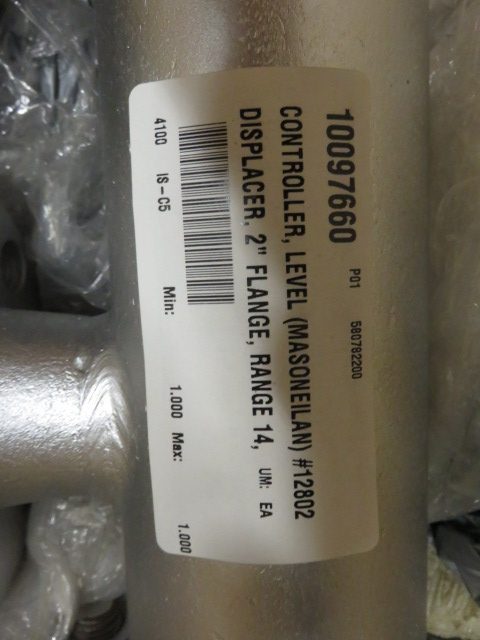 10097660 P01 580782200
CONTROLLER, LEVEL (MASONEILAN) #12802
DISPLACER, 2" FLANGE, RANGE 14, UM: EA
4100 IS-C5 Min: 1.000 Max: 1.000